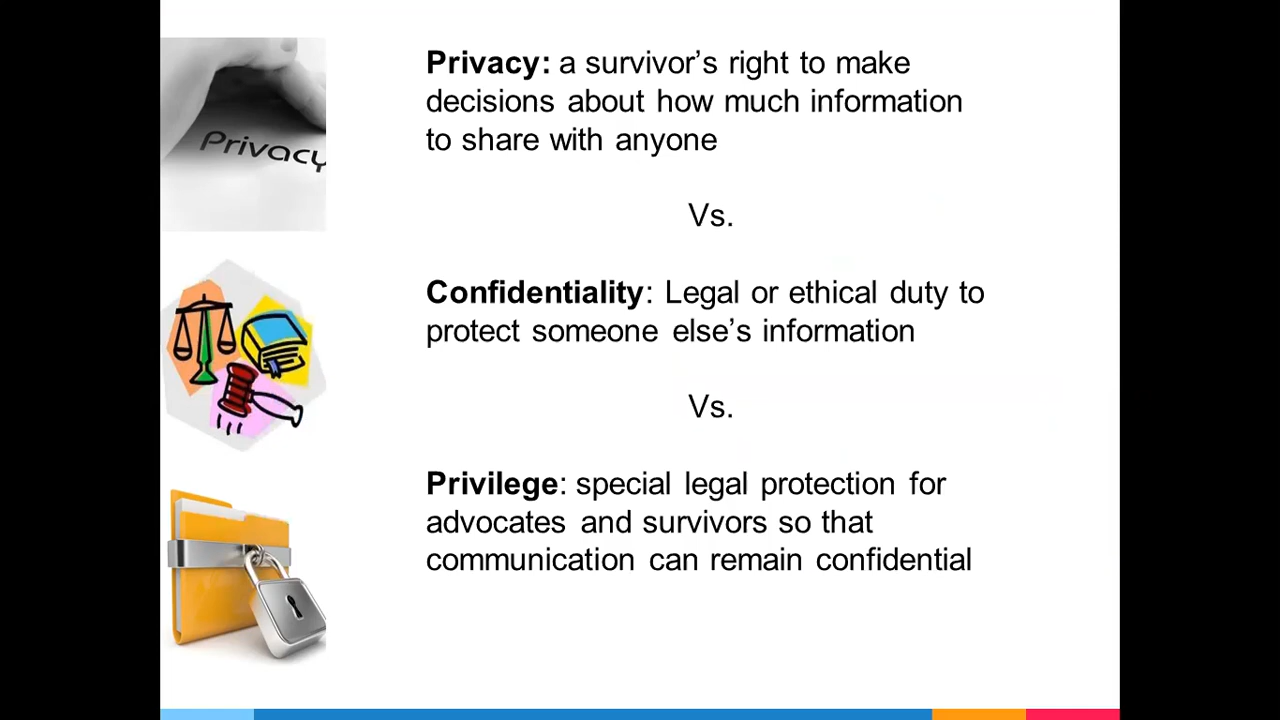 Privacy: a survivor’s right to make
decisions about how much information
to share with anyone
Privacy
Vs.
Confidentiality: Legal or ethical duty to
protect someone else’s information
Vs.
Privilege: special legal protection for
advocates and survivors so that
communication can remain confidential